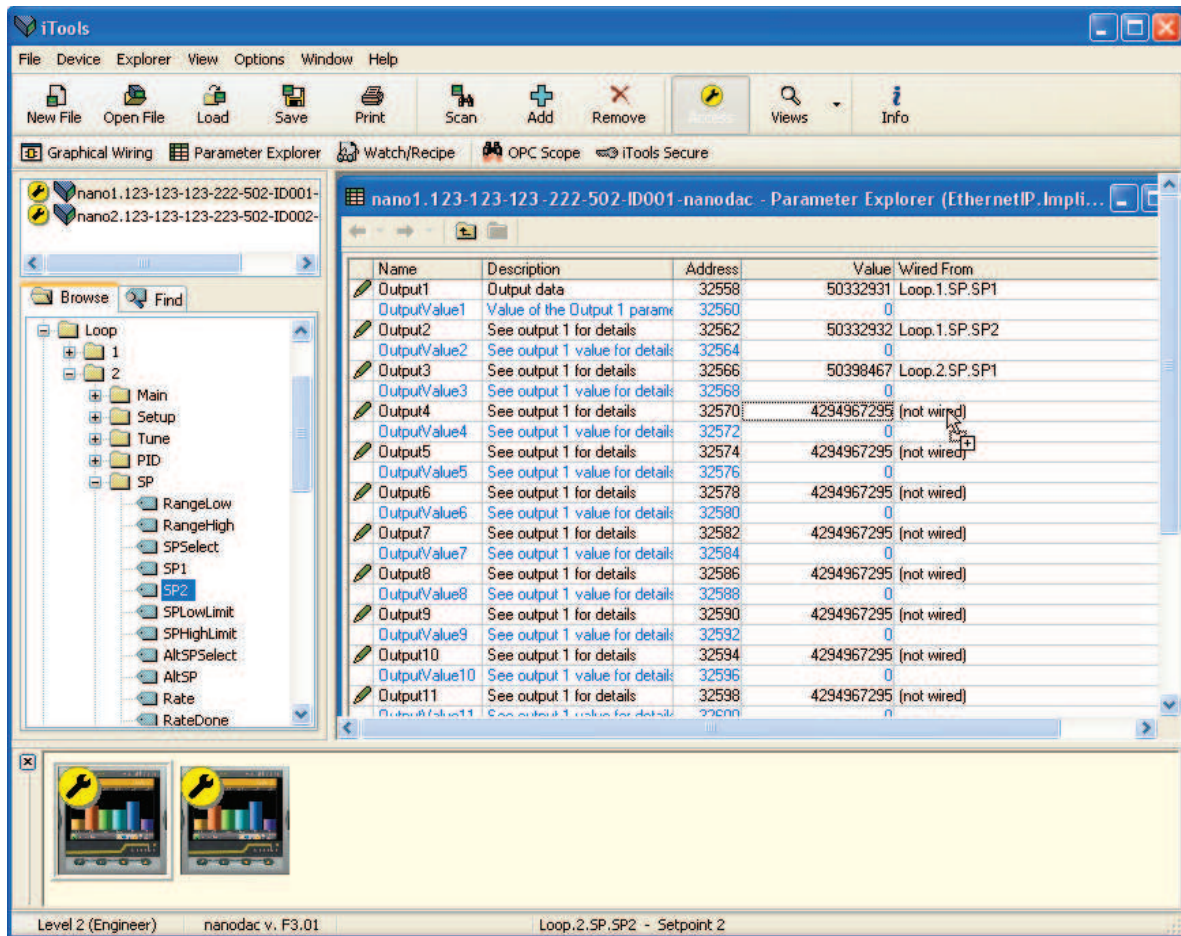 iTools
File Device Explorer View Options Window Help
New File Open File Load Save Print Scan Add Remove Access Views Info
Graphical Wiring Parameter Explorer Watch/Recipe OPC Scope iTools Secure
nano1.123-123-123-222-502-ID001-
nano2.123-123-123-223-502-ID002-
Browse Find
Loop
1
2
Main
Setup
Tune
PID
SP
RangeLow
RangeHigh
SPSelect
SP1
SP2
SPLowLimit
SPHighLimit
AltSPSelect
AltSP
Rate
RateDone
nano1.123-123-123-222-502-ID001-nanodac - Parameter Explorer (EthernetIP.Impli...
Name Description Address Value Wired From
Output1 Output data 32558 50332931 Loop.1.SP.SP1
OutputValue1 Value of the Output 1 parame 32560 0
Output2 See output 1 for details 32562 50332932 Loop.1.SP.SP2
OutputValue2 See output 1 value for details 32564 0
Output3 See output 1 for details 32566 50398467 Loop.2.SP.SP1
OutputValue3 See output 1 value for details 32568 0
Output4 See output 1 for details 32570 4294967295 (not wired)
OutputValue4 See output 1 value for details 32572 0
Output5 See output 1 for details 32574 4294967295 (not wired)
OutputValue5 See output 1 value for details 32576 0
Output6 See output 1 for details 32578 4294967295 (not wired)
OutputValue6 See output 1 value for details 32580 0
Output7 See output 1 for details 32582 4294967295 (not wired)
OutputValue7 See output 1 value for details 32584 0
Output8 See output 1 for details 32586 4294967295 (not wired)
OutputValue8 See output 1 value for details 32588 0
Output9 See output 1 for details 32590 4294967295 (not wired)
OutputValue9 See output 1 value for details 32592 0
Output10 See output 1 for details 32594 4294967295 (not wired)
OutputValue10 See output 1 value for details 32596 0
Output11 See output 1 for details 32598 4294967295 (not wired)
OutputValue11 See output 1 value for details 32600 0
Level 2 (Engineer) nanodac v. F3.01 Loop.2.SP.SP2 - Setpoint 2